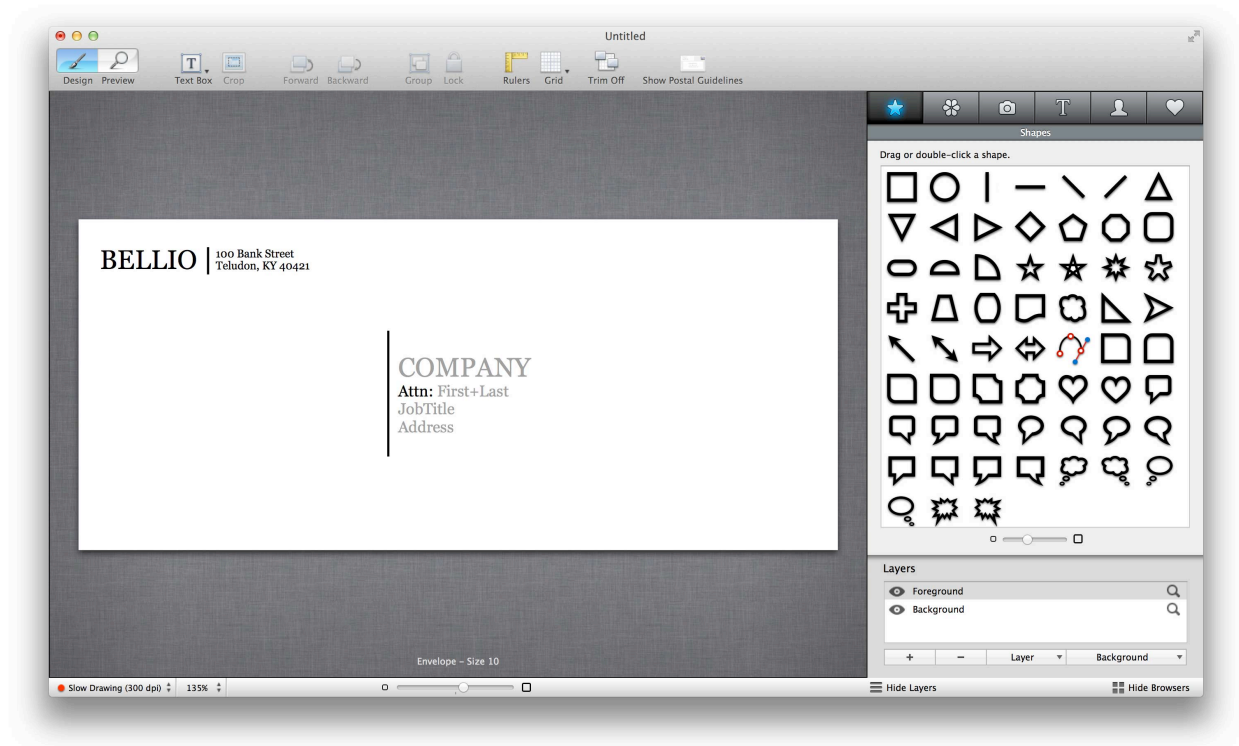 Untitled
Design Preview Text Box Crop Forward Backward Group Lock Rulers Grid Trim Off Show Postal Guidelines
Shapes
Drag or double-click a shape.
BELLIO
100 Bank Street
Teludon, KY 40421
COMPANY
Attn: First+Last
JobTitle
Address
Envelope – Size 10
Layers
Foreground
Background
+ – Layer Background
Slow Drawing (300 dpi) 135% Hide Layers Hide Browsers